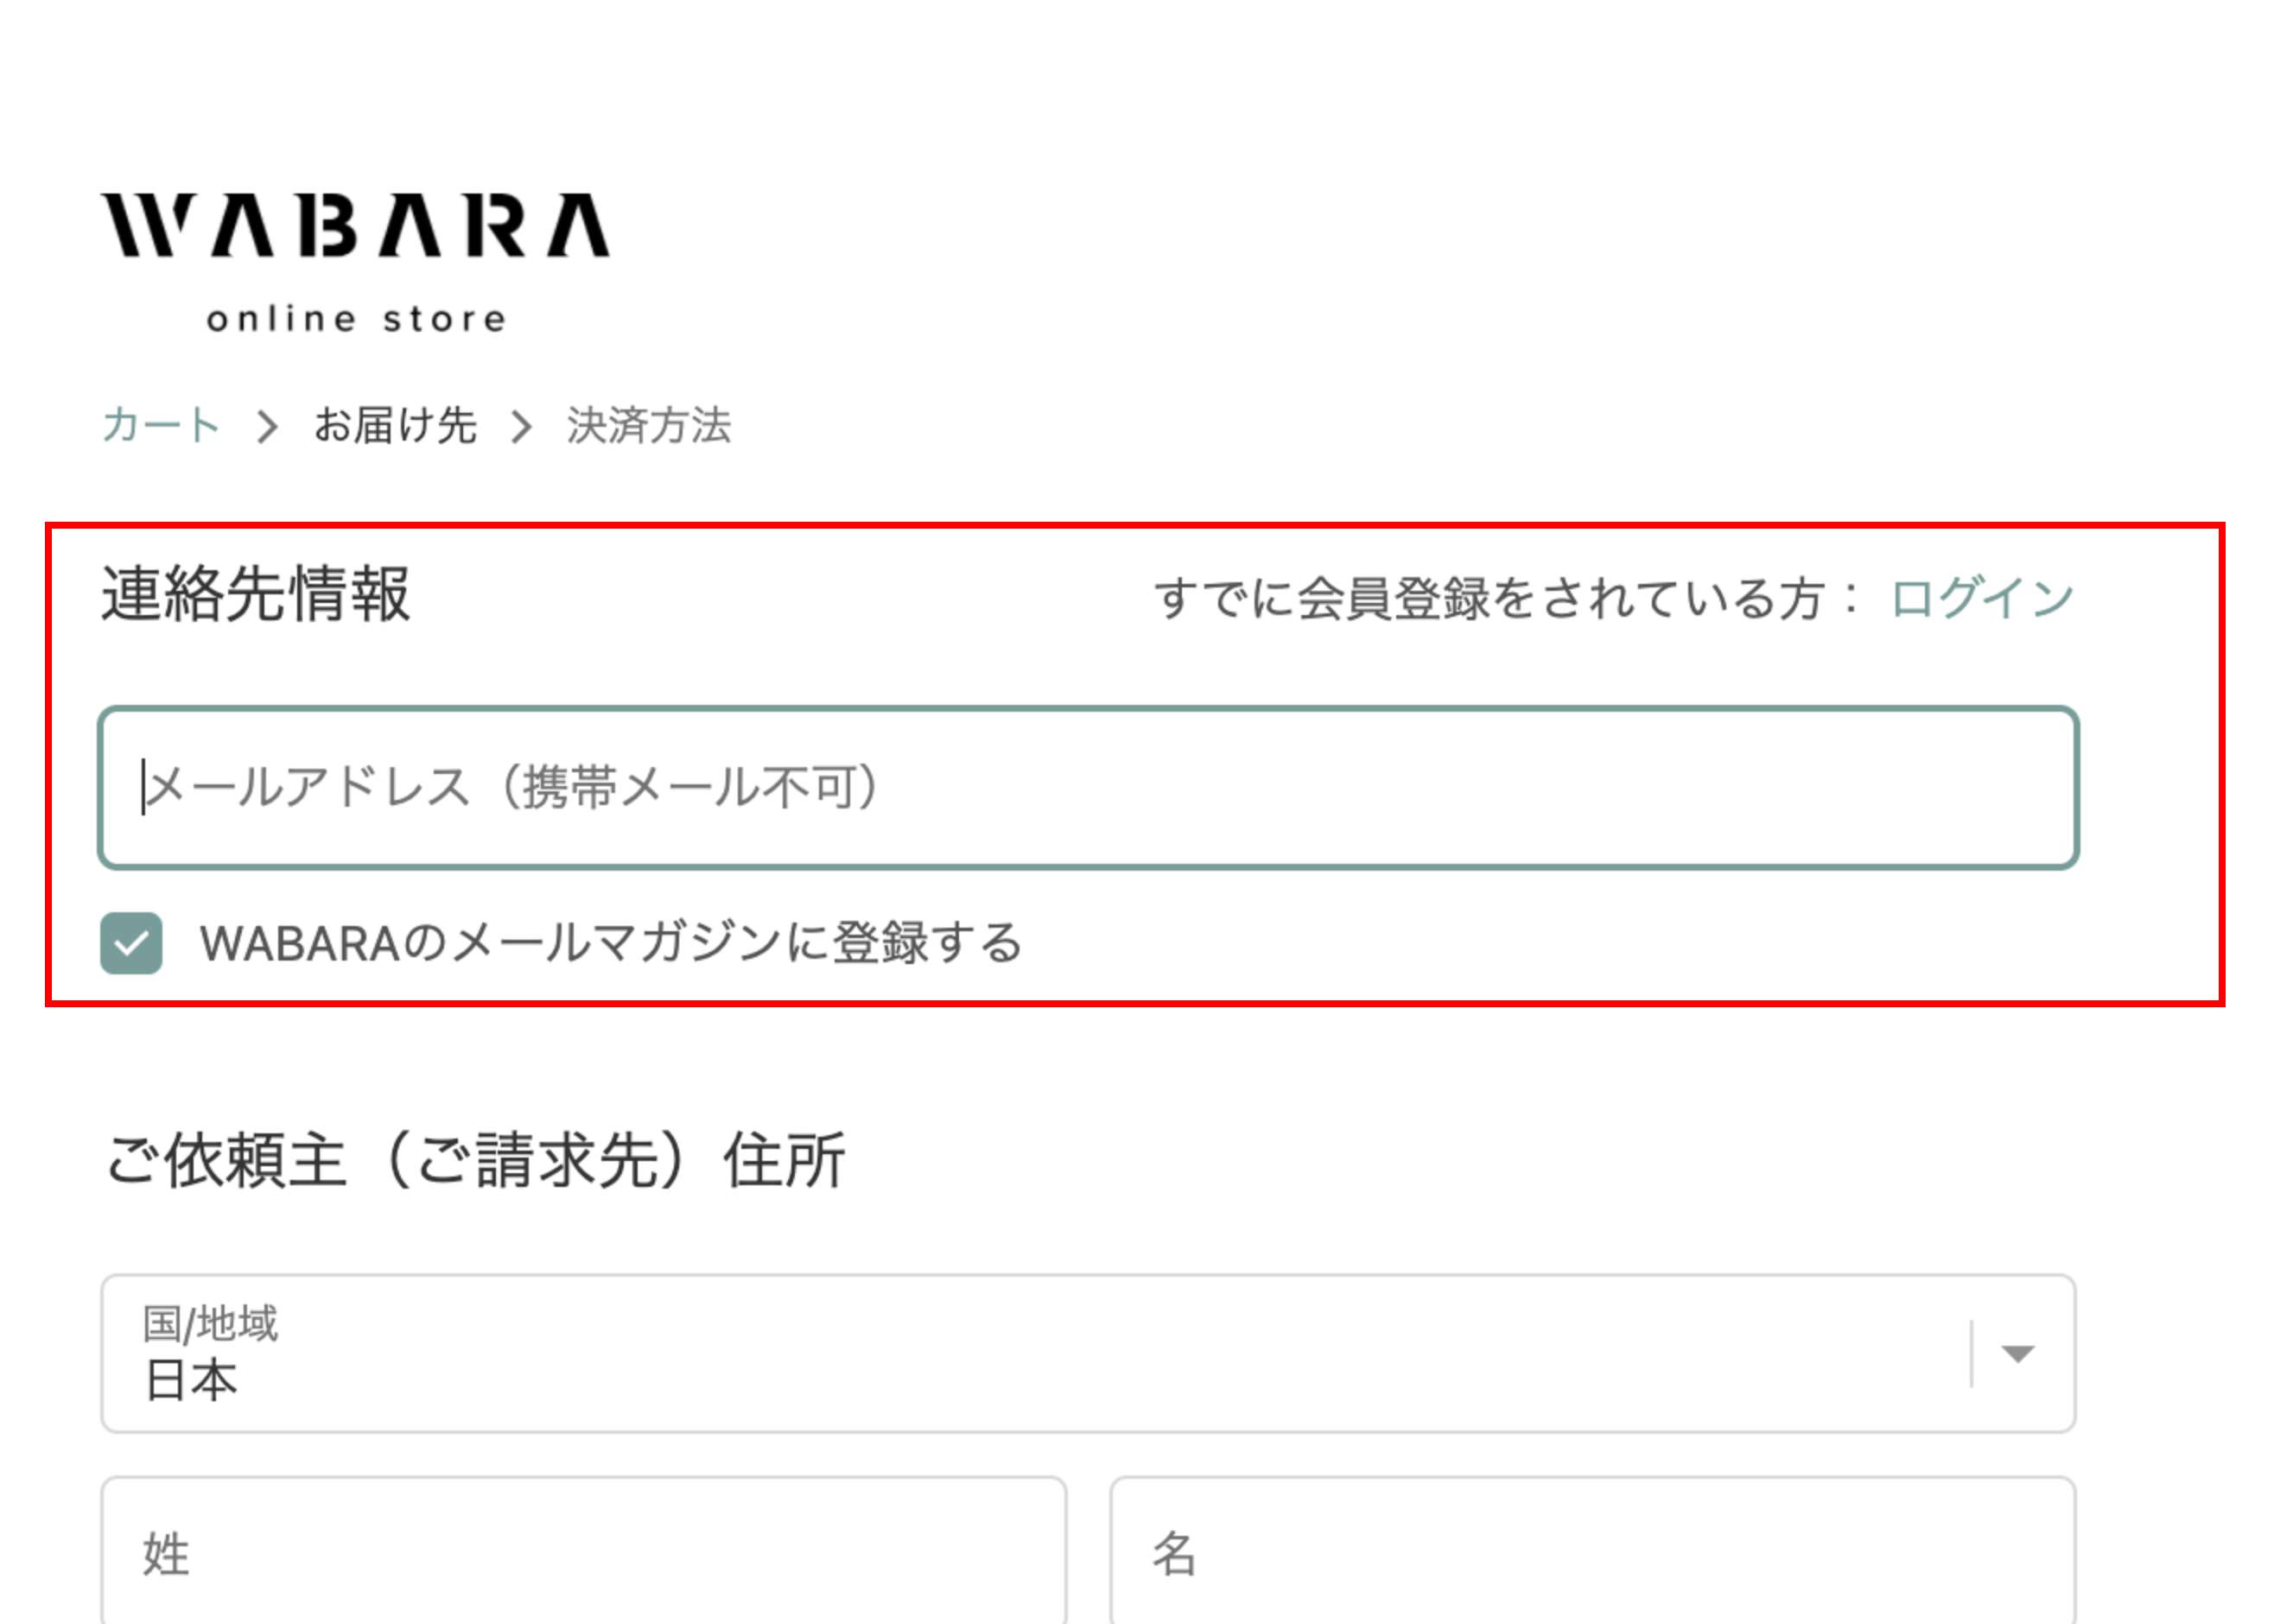 WABARA
online store
カート > お届け先 > 決済方法
連絡先情報
すでに会員登録をされている方： ログイン
メールアドレス（携帯メール不可）
WABARAのメールマガジンに登録する
ご依頼主（ご請求先）住所
国/地域
日本
姓
名